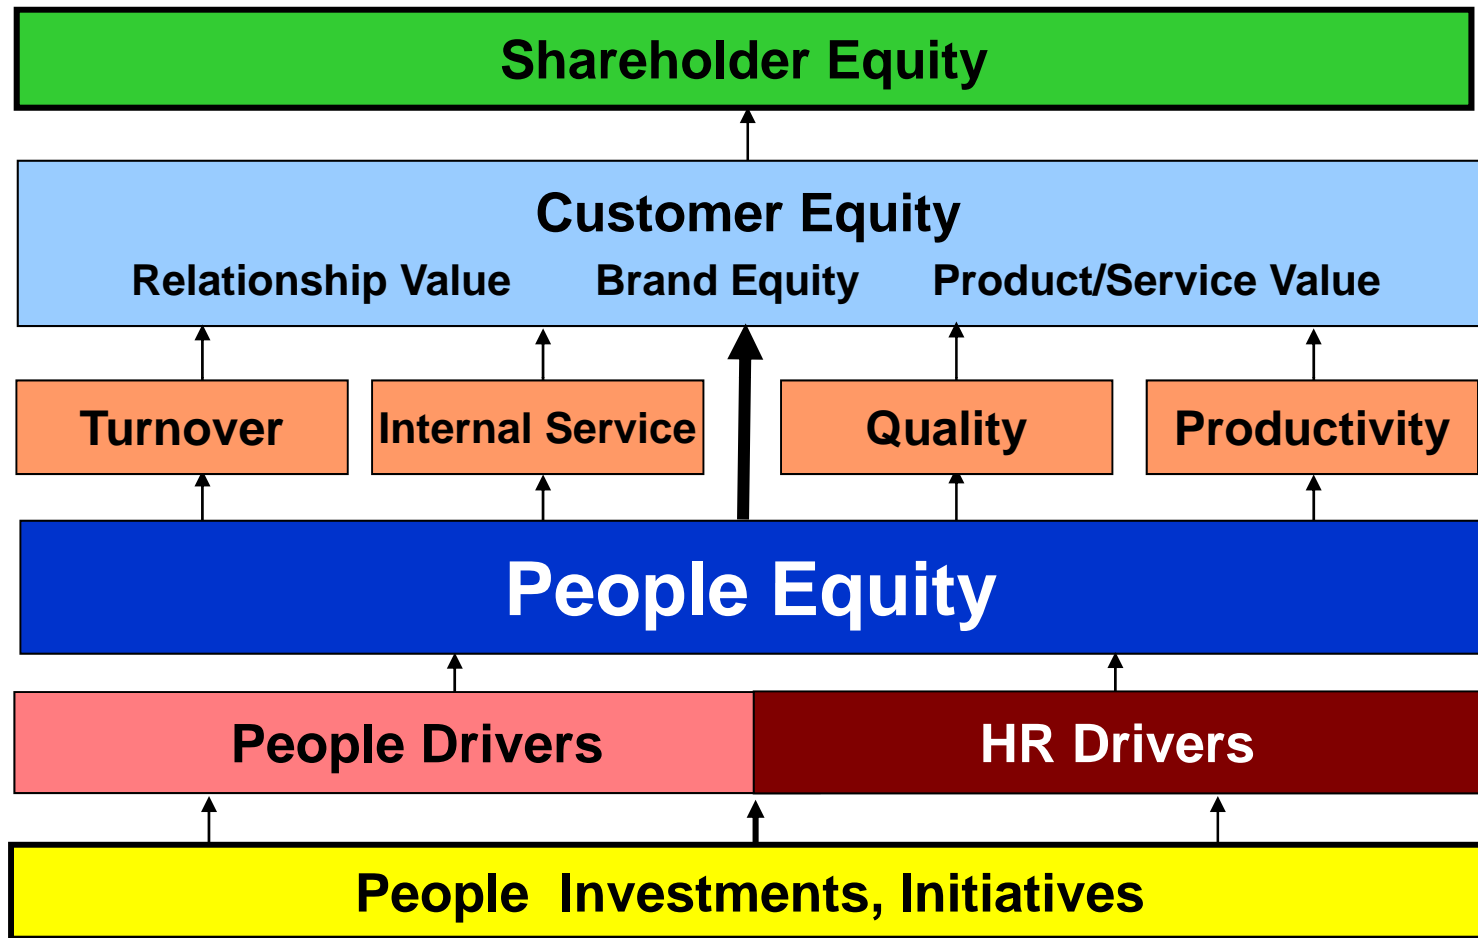 Shareholder Equity
Customer Equity
Relationship Value Brand Equity Product/Service Value
Turnover Internal Service Quality Productivity
People Equity
People Drivers HR Drivers
People Investments, Initiatives